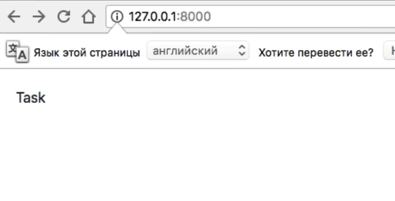 127.0.0.1:8000
Язык этой страницы английский Хотите перевести ее?
Task